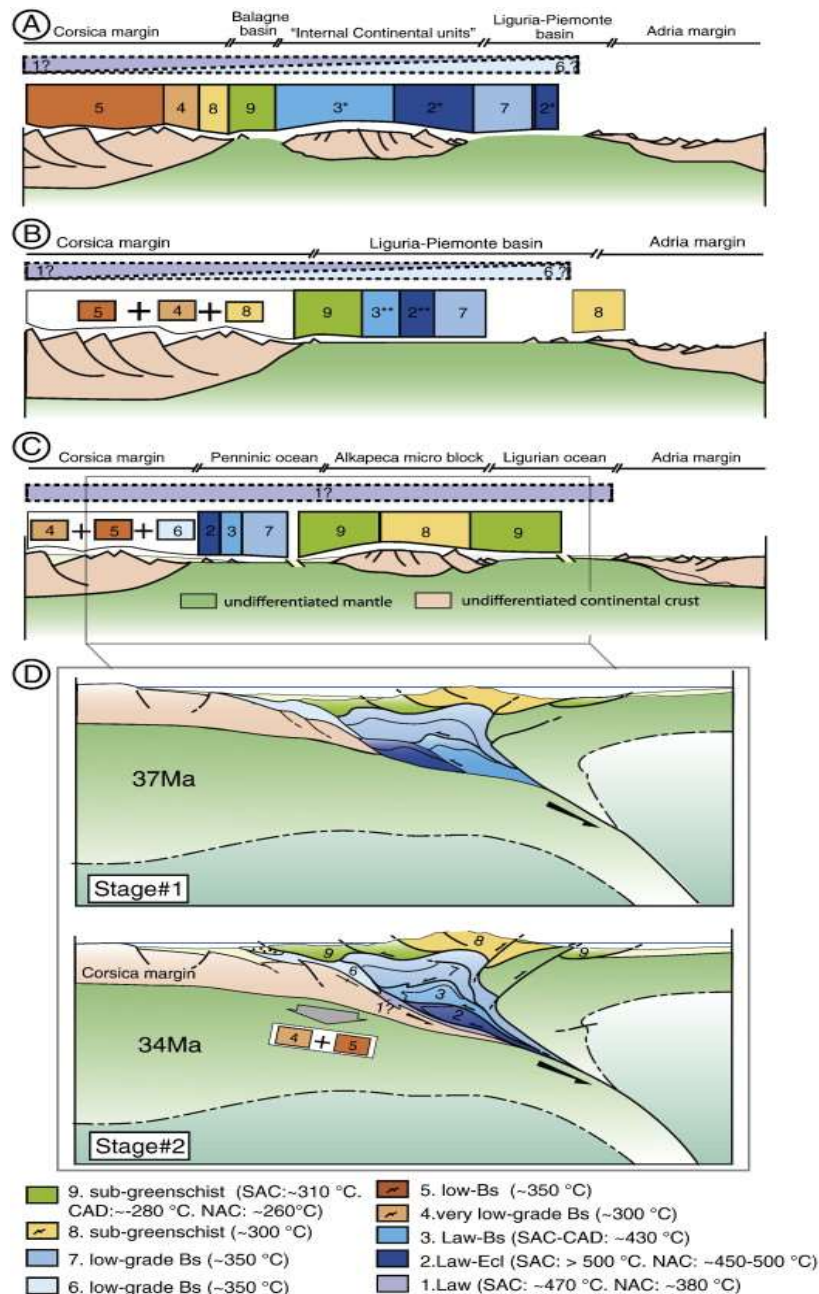 A
Corsica margin
Balagne
basin
“Internal Continental units”
Liguria-Piemonte
basin
Adria margin
1?
6 ?
5
4
8
9
3*
2*
7
2*
B
Corsica margin
Liguria-Piemonte basin
Adria margin
1?
6 ?
5 + 4 + 8
9
3**
2**
7
8
C
Corsica margin
Penninic ocean
Alkapeca micro block
Ligurian ocean
Adria margin
1?
4 + 5 + 6
2
3
7
9
8
9
undifferentiated mantle
undifferentiated continental crust
D
37Ma
Stage#1
8
9
9
6
7
Corsica margin
3
1?
2
34Ma
4 + 5
Stage#2
9. sub-greenschist (SAC:~310 °C.
CAD:~-280 °C. NAC: ~260°C)
8. sub-greenschist (~300 °C)
7. low-grade Bs (~350 °C)
6. low-grade Bs (~350 °C)
5. low-Bs (~350 °C)
4.very low-grade Bs (~300 °C)
3. Law-Bs (SAC-CAD: ~430 °C)
2.Law-Ecl (SAC: > 500 °C. NAC: ~450-500 °C)
1.Law (SAC: ~470 °C. NAC: ~380 °C)